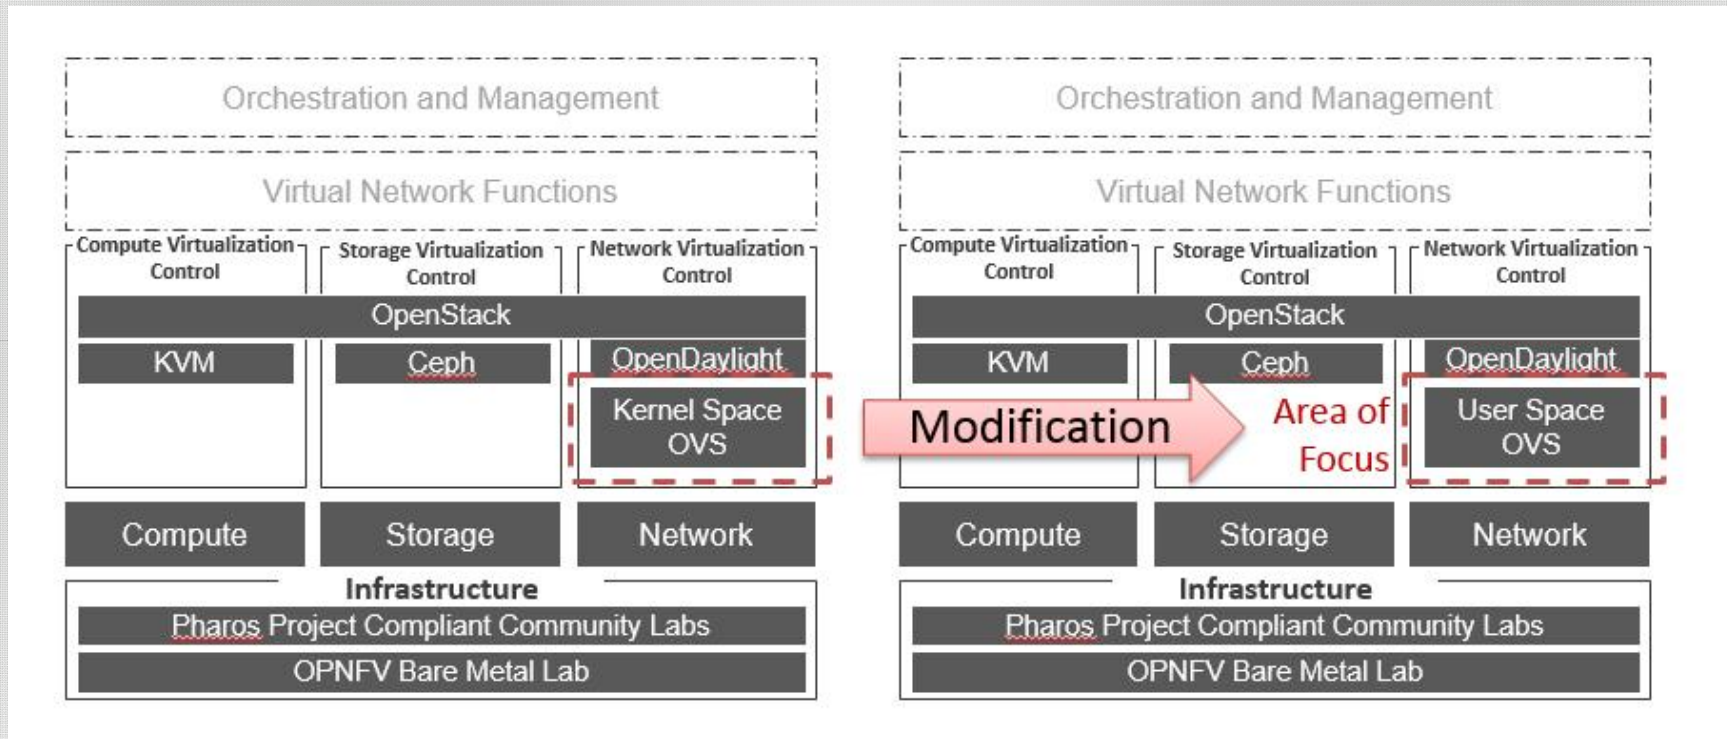 Orchestration and Management
Virtual Network Functions
Compute Virtualization
Control
Storage Virtualization
Control
Network Virtualization
Control
OpenStack
KVM
Ceph
OpenDaylight
Kernel Space
OVS
Compute
Storage
Network
Infrastructure
Pharos Project Compliant Community Labs
OPNFV Bare Metal Lab
Modification
Orchestration and Management
Virtual Network Functions
Compute Virtualization
Control
Storage Virtualization
Control
Network Virtualization
Control
OpenStack
KVM
Ceph
OpenDaylight
Area of
Focus
User Space
OVS
Compute
Storage
Network
Infrastructure
Pharos Project Compliant Community Labs
OPNFV Bare Metal Lab